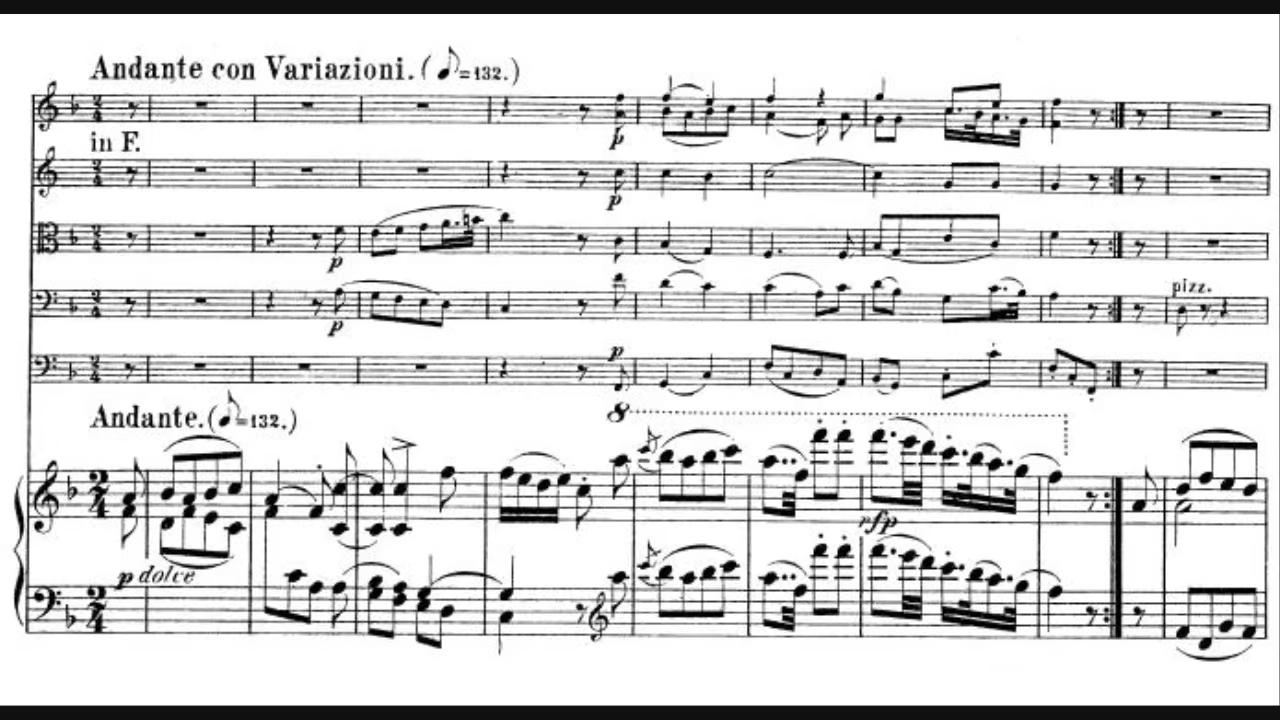 Andante con Variazioni. (♪=132.)
in F.
p
p
p
p
pizz.
p
Andante. (♪=132.)
8
rfp
p dolce